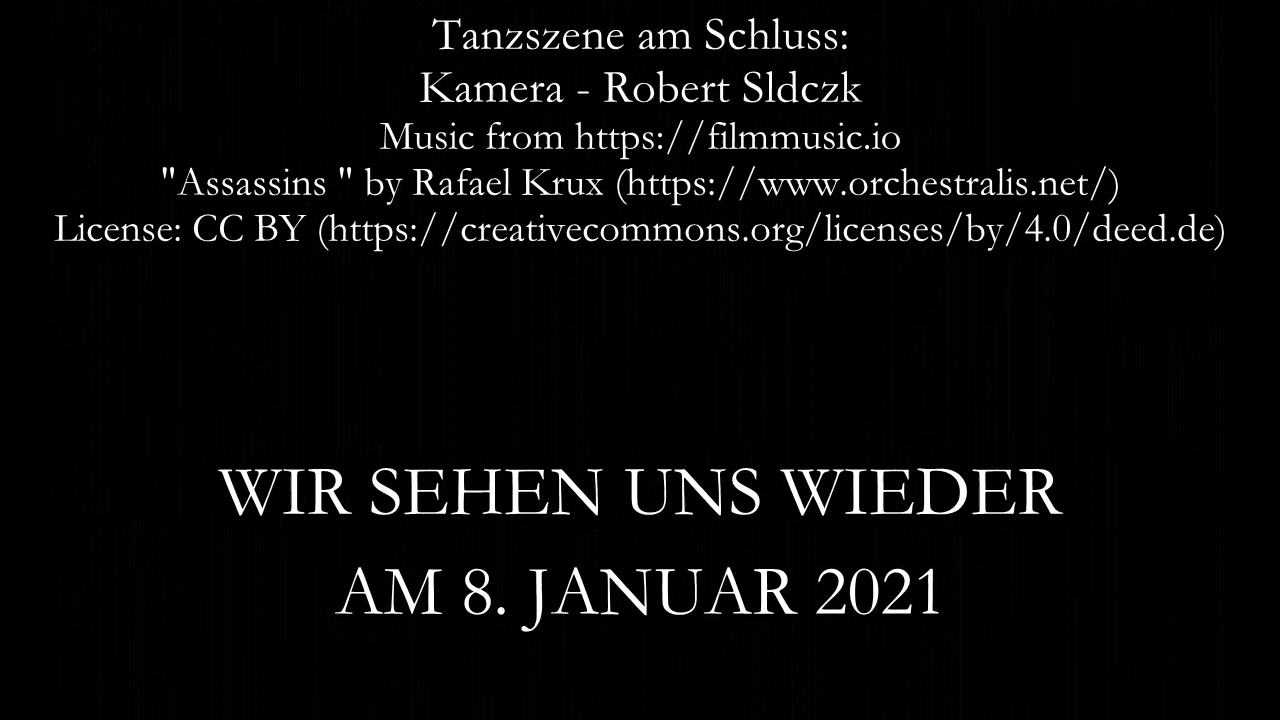 Tanzszene am Schluss:
Kamera - Robert Sldczk
Music from https://filmmusic.io
"Assassins " by Rafael Krux (https://www.orchestralis.net/)
License: CC BY (https://creativecommons.org/licenses/by/4.0/deed.de)
WIR SEHEN UNS WIEDER
AM 8. JANUAR 2021